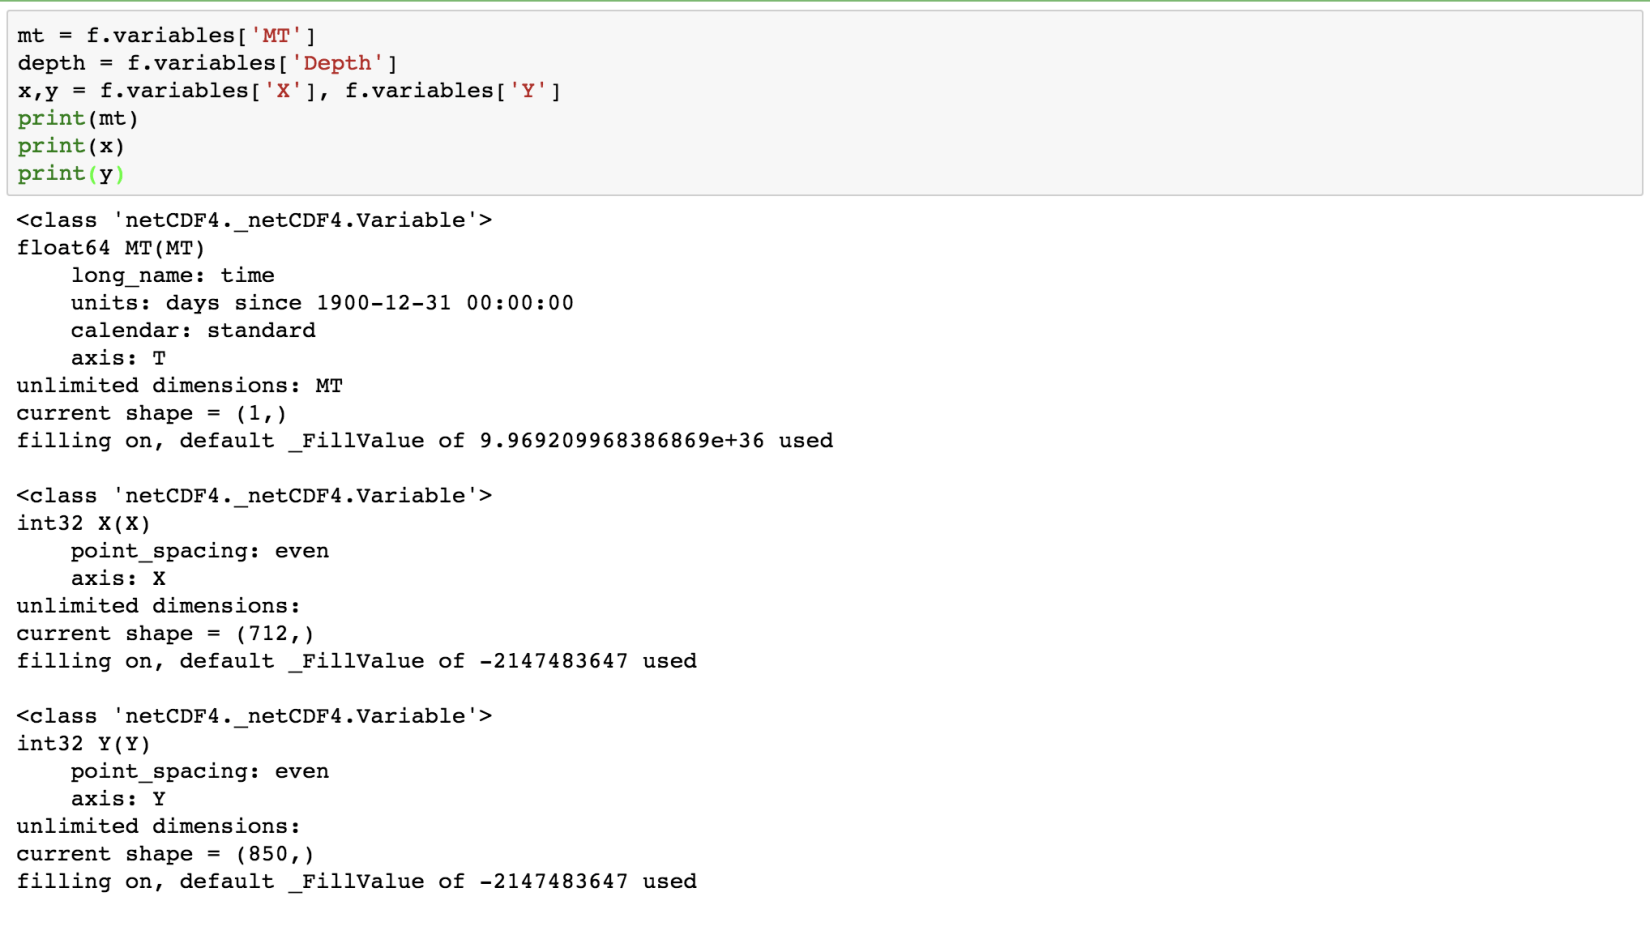 mt = f.variables['MT']
depth = f.variables['Depth']
x,y = f.variables['X'], f.variables['Y']
print(mt)
print(x)
print(y)
<class 'netCDF4._netCDF4.Variable'>
float64 MT(MT)
    long_name: time
    units: days since 1900-12-31 00:00:00
    calendar: standard
    axis: T
unlimited dimensions: MT
current shape = (1,)
filling on, default _FillValue of 9.969209968386869e+36 used

<class 'netCDF4._netCDF4.Variable'>
int32 X(X)
    point_spacing: even
    axis: X
unlimited dimensions:
current shape = (712,)
filling on, default _FillValue of -2147483647 used

<class 'netCDF4._netCDF4.Variable'>
int32 Y(Y)
    point_spacing: even
    axis: Y
unlimited dimensions:
current shape = (850,)
filling on, default _FillValue of -2147483647 used